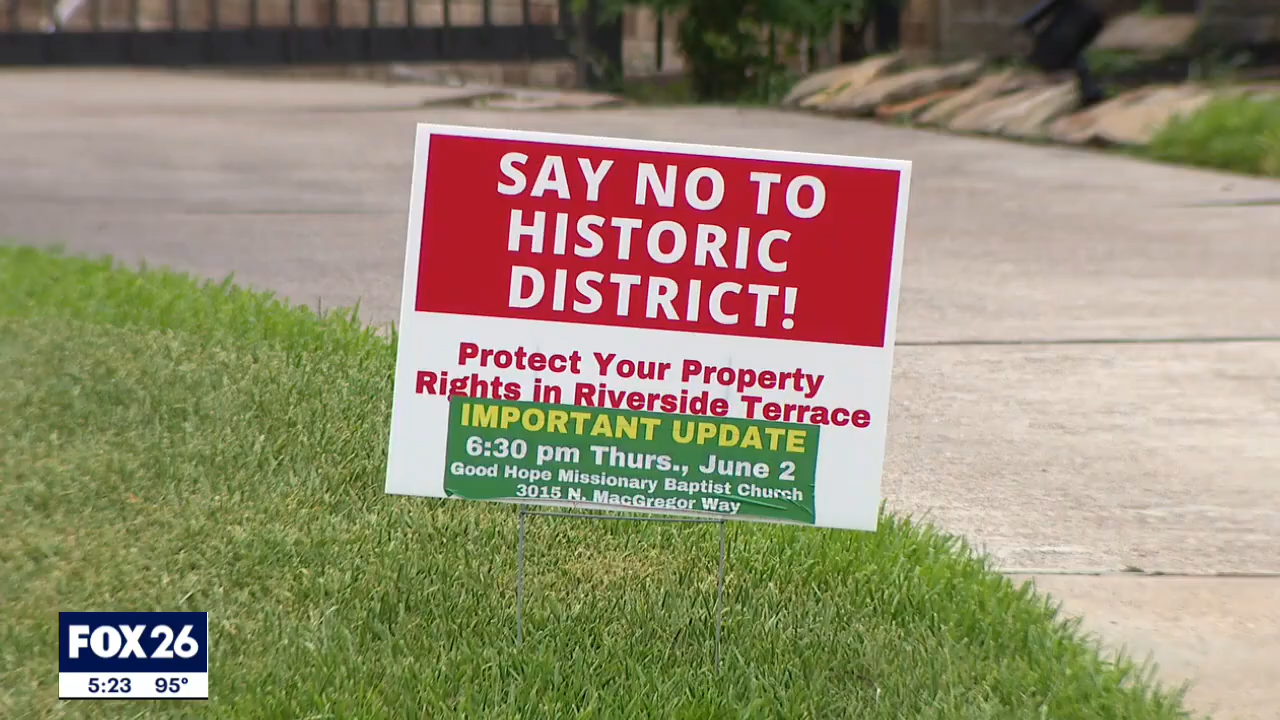 SAY NO TO
HISTORIC
DISTRICT!
Protect Your Property
Rights in Riverside Terrace
IMPORTANT UPDATE
6:30 pm Thurs., June 2
Good Hope Missionary Baptist Church
3015 N. MacGregor Way
FOX 26
5:23 95°